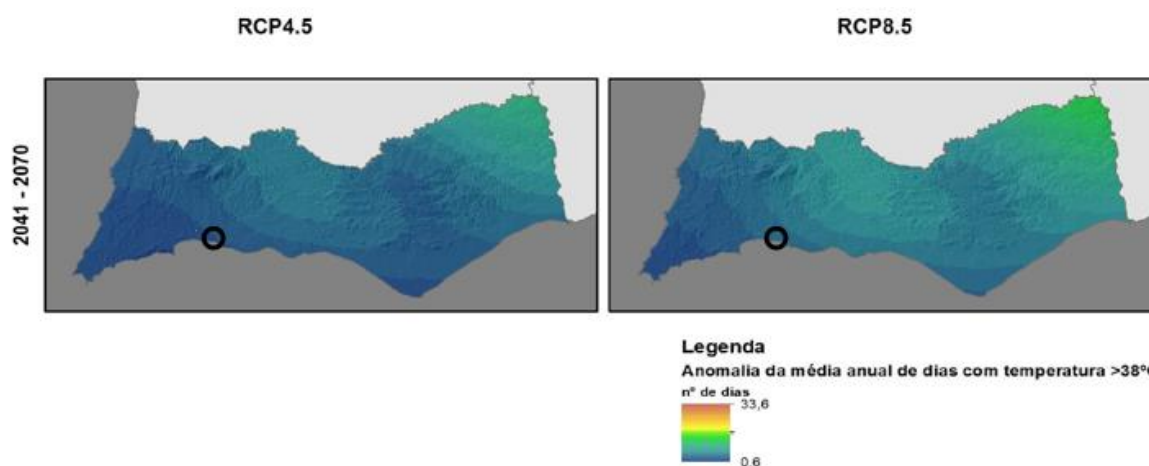 RCP4.5
RCP8.5
2041 - 2070
Legenda
Anomalia da média anual de dias com temperatura >38º
nº de dias
33,6
0,6